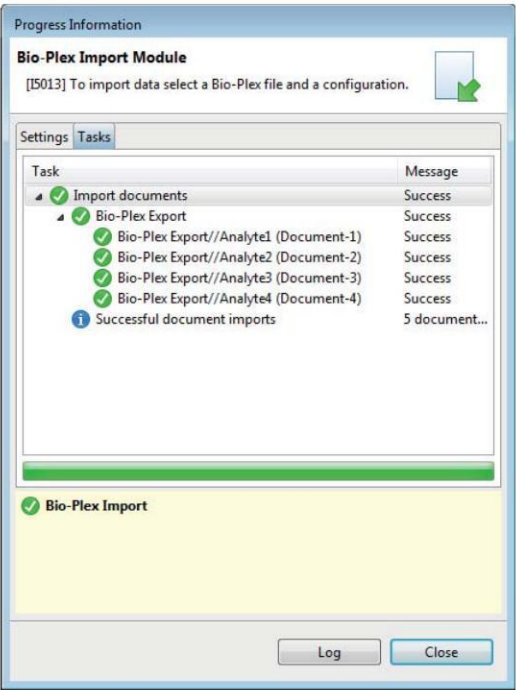 Progress Information
Bio-Plex Import Module
[I5013] To import data select a Bio-Plex file and a configuration.
Settings Tasks
Task Message
Import documents Success
Bio-Plex Export Success
Bio-Plex Export//Analyte1 (Document-1) Success
Bio-Plex Export//Analyte2 (Document-2) Success
Bio-Plex Export//Analyte3 (Document-3) Success
Bio-Plex Export//Analyte4 (Document-4) Success
Successful document imports 5 document...
Bio-Plex Import
Log Close